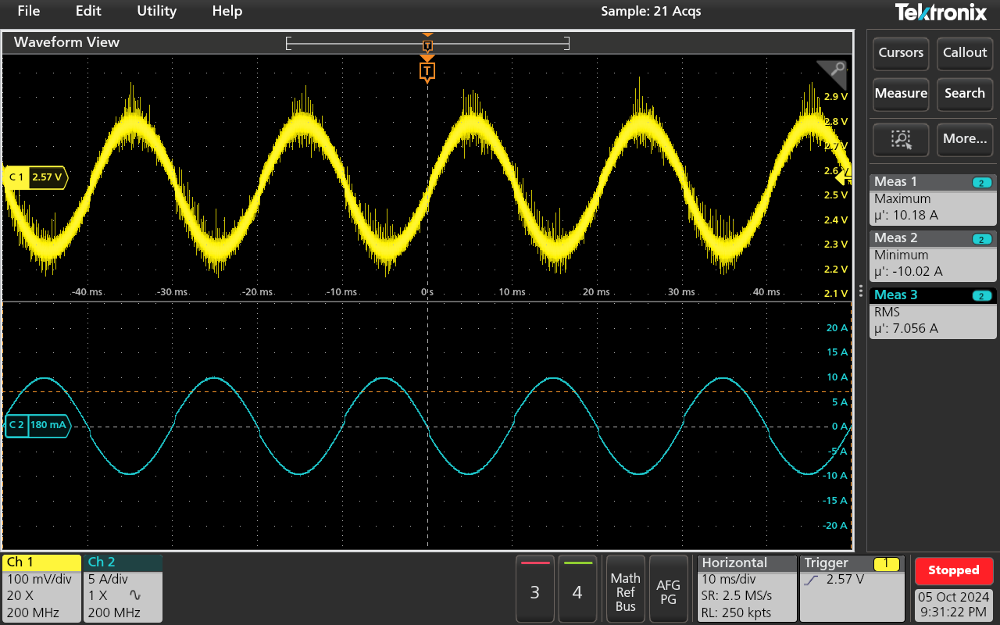 File Edit Utility Help Sample: 21 Acqs Tektronix
Waveform View
T
T
Cursors Callout
Measure Search
More...
2.9 V
2.8 V
2.7 V
2.6 V
2.5 V
2.4 V
2.3 V
2.2 V
2.1 V
C 1 2.57 V
-40 ms -30 ms -20 ms -10 ms 0 s 10 ms 20 ms 30 ms 40 ms
Meas 1 2
Maximum
µ': 10.18 A
Meas 2 2
Minimum
µ': -10.02 A
Meas 3 2
RMS
µ': 7.056 A
20 A
15 A
10 A
5 A
0 A
-5 A
-10 A
-15 A
-20 A
C 2 180 mA
Ch 1
100 mV/div
20 X
200 MHz
Ch 2
5 A/div
1 X
200 MHz
3
4
Math
Ref
Bus
AFG
PG
Horizontal
10 ms/div
SR: 2.5 MS/s
RL: 250 kpts
Trigger 1
2.57 V
Stopped
05 Oct 2024
9:31:22 PM